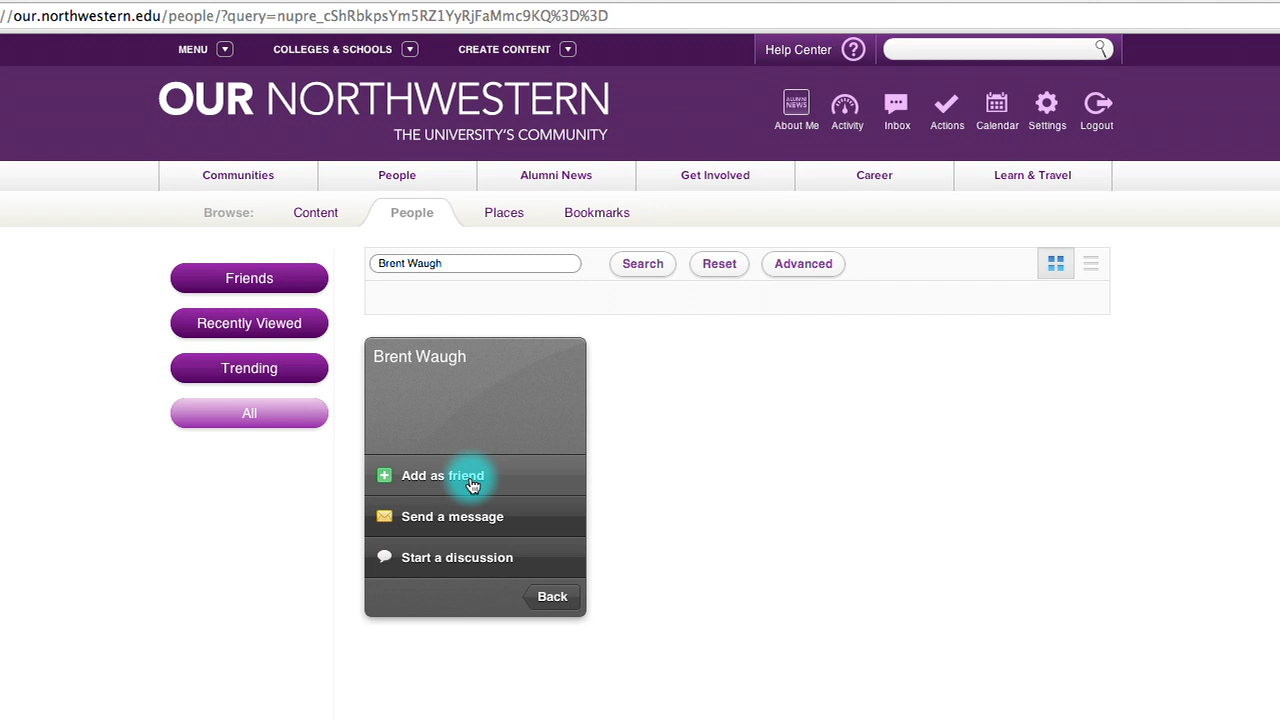 //our.northwestern.edu/people/?query=nupre_cShRbkpsYm5RZ1YyRjFaMmc9KQ%3D%3D
MENU COLLEGES & SCHOOLS CREATE CONTENT Help Center ?
OUR NORTHWESTERN
THE UNIVERSITY'S COMMUNITY
ALUMNI NEWS
About Me Activity Inbox Actions Calendar Settings Logout
Communities People Alumni News Get Involved Career Learn & Travel
Browse: Content People Places Bookmarks
Brent Waugh Search Reset Advanced
Friends
Recently Viewed
Trending
All
Brent Waugh
Add as friend
Send a message
Start a discussion
Back